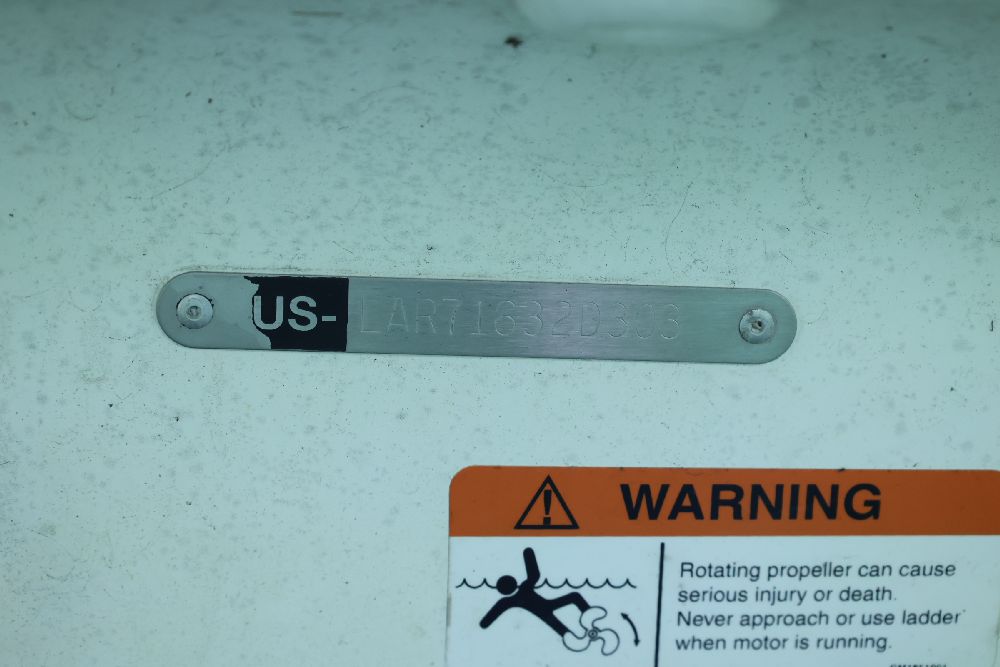 US-LAR71632D303
WARNING
Rotating propeller can cause
serious injury or death.
Never approach or use ladder
when motor is running.